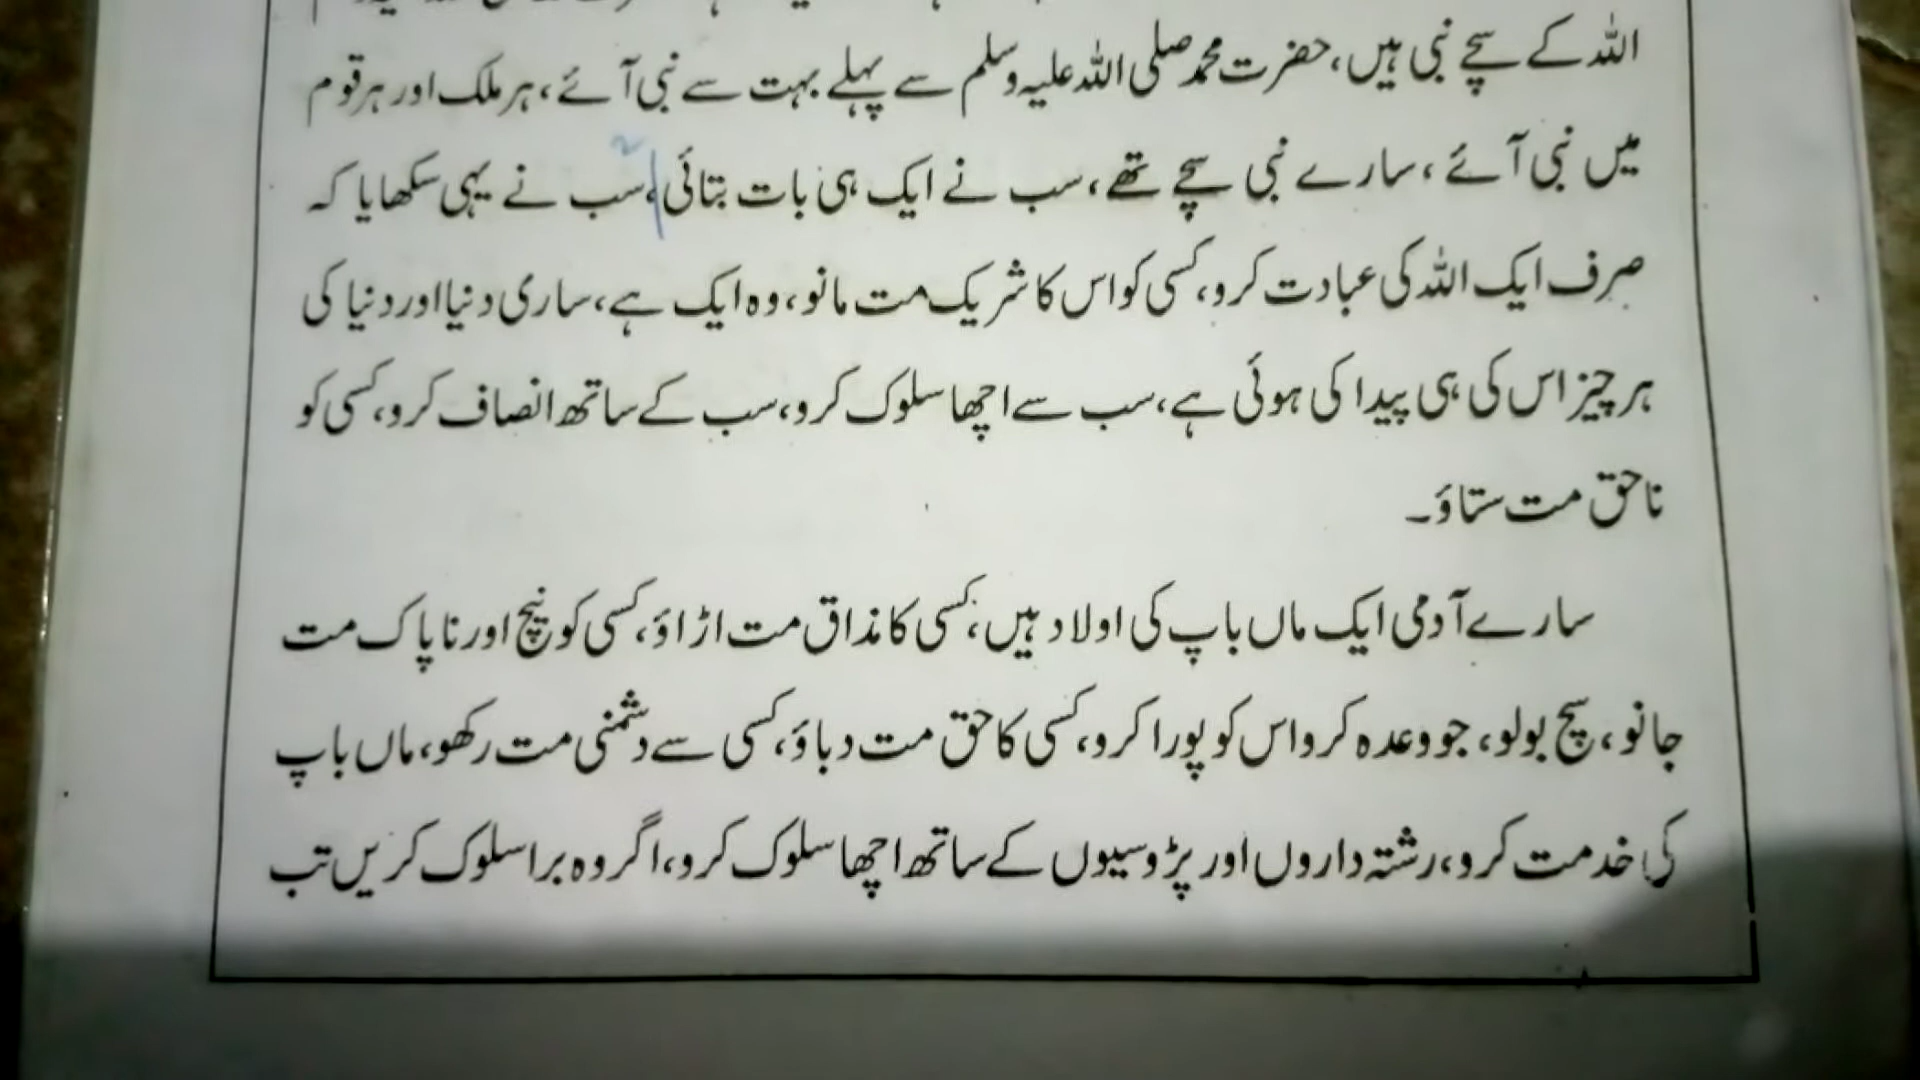 اللہ کے سچے نبی ہیں، حضرت محمد صلی اللہ علیہ وسلم سے پہلے بہت سے نبی آئے، ہر ملک اور ہر قوم
میں نبی آئے، سارے نبی سچے تھے، سب نے ایک ہی بات بتائی، سب نے یہی سکھایا کہ
صرف ایک اللہ کی عبادت کرو، کسی کو اس کا شریک مت مانو، وہ ایک ہے، ساری دنیا اور دنیا کی
ہر چیز اس کی ہی پیدا کی ہوئی ہے، سب سے اچھا سلوک کرو، سب کے ساتھ انصاف کرو، کسی کو
ناحق مت ستاؤ۔
سارے آدمی ایک ماں باپ کی اولاد ہیں، کسی کا مذاق مت اڑاؤ، کسی کو نیچ اور ناپاک مت
جانو، سچ بولو، جو وعدہ کرو اس کو پورا کرو، کسی کا حق مت دباؤ، کسی سے دشمنی مت رکھو، ماں باپ
کی خدمت کرو، رشتہ داروں اور پڑوسیوں کے ساتھ اچھا سلوک کرو، اگر وہ برا سلوک کریں تب